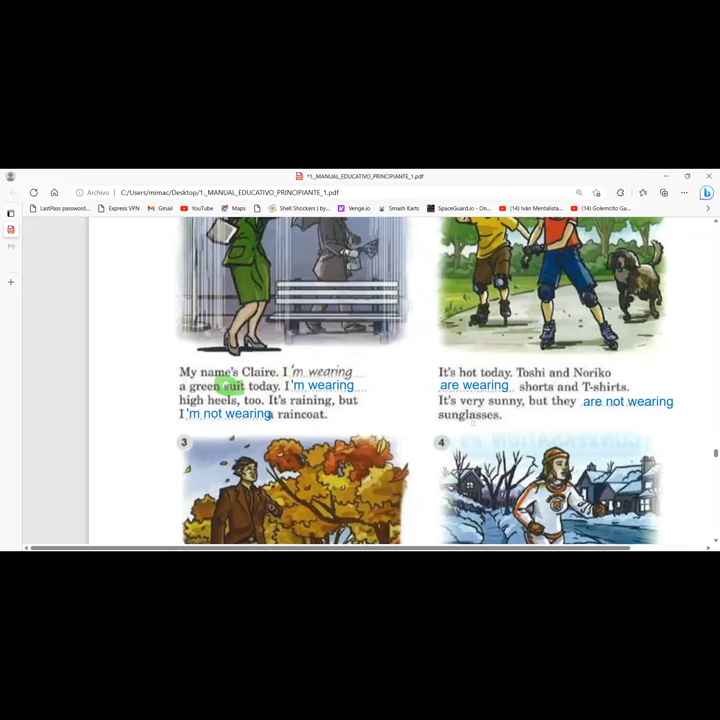 *1._MANUAL_EDUCATIVO_PRINCIPIANTE_1.pdf
Archivo | C:/Users/mimac/Desktop/1._MANUAL_EDUCATIVO_PRINCIPIANTE_1.pdf
LastPass password... Express VPN Gmail YouTube Maps Shell Shockers | by... Venge.io Smash Karts SpaceGuard.io - On... (14) Iván Mentalista... (14) Golemcito Ga...
My name's Claire. I 'm wearing
a green suit today. I 'm wearing
high heels, too. It's raining, but
I 'm not wearing a raincoat.
It's hot today. Toshi and Noriko
are wearing shorts and T-shirts.
It's very sunny, but they are not wearing
sunglasses.
3
4